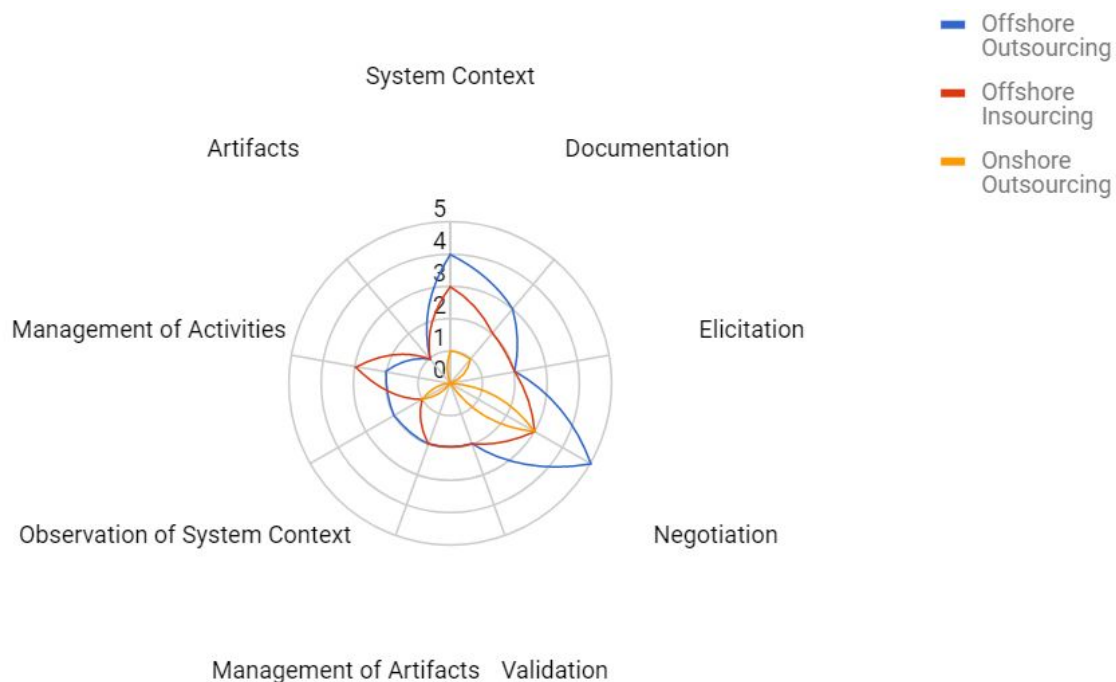 System Context
Artifacts
Documentation
5
4
3
2
1
0
Management of Activities
Elicitation
Observation of System Context
Negotiation
Management of Artifacts
Validation
Offshore
Outsourcing
Offshore
Insourcing
Onshore
Outsourcing